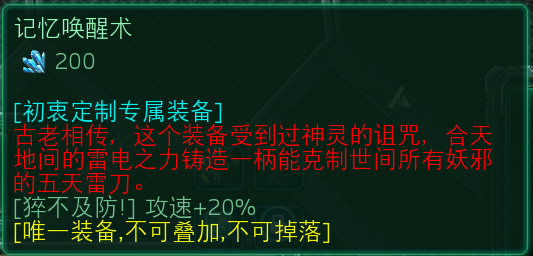 记忆唤醒术
200
[初衷定制专属装备]
古老相传, 这个装备受到过神灵的诅咒, 合天
地间的雷电之力铸造一柄能克制世间所有妖邪
的五天雷刀。
[猝不及防!] 攻速+20%
[唯一装备,不可叠加,不可掉落]